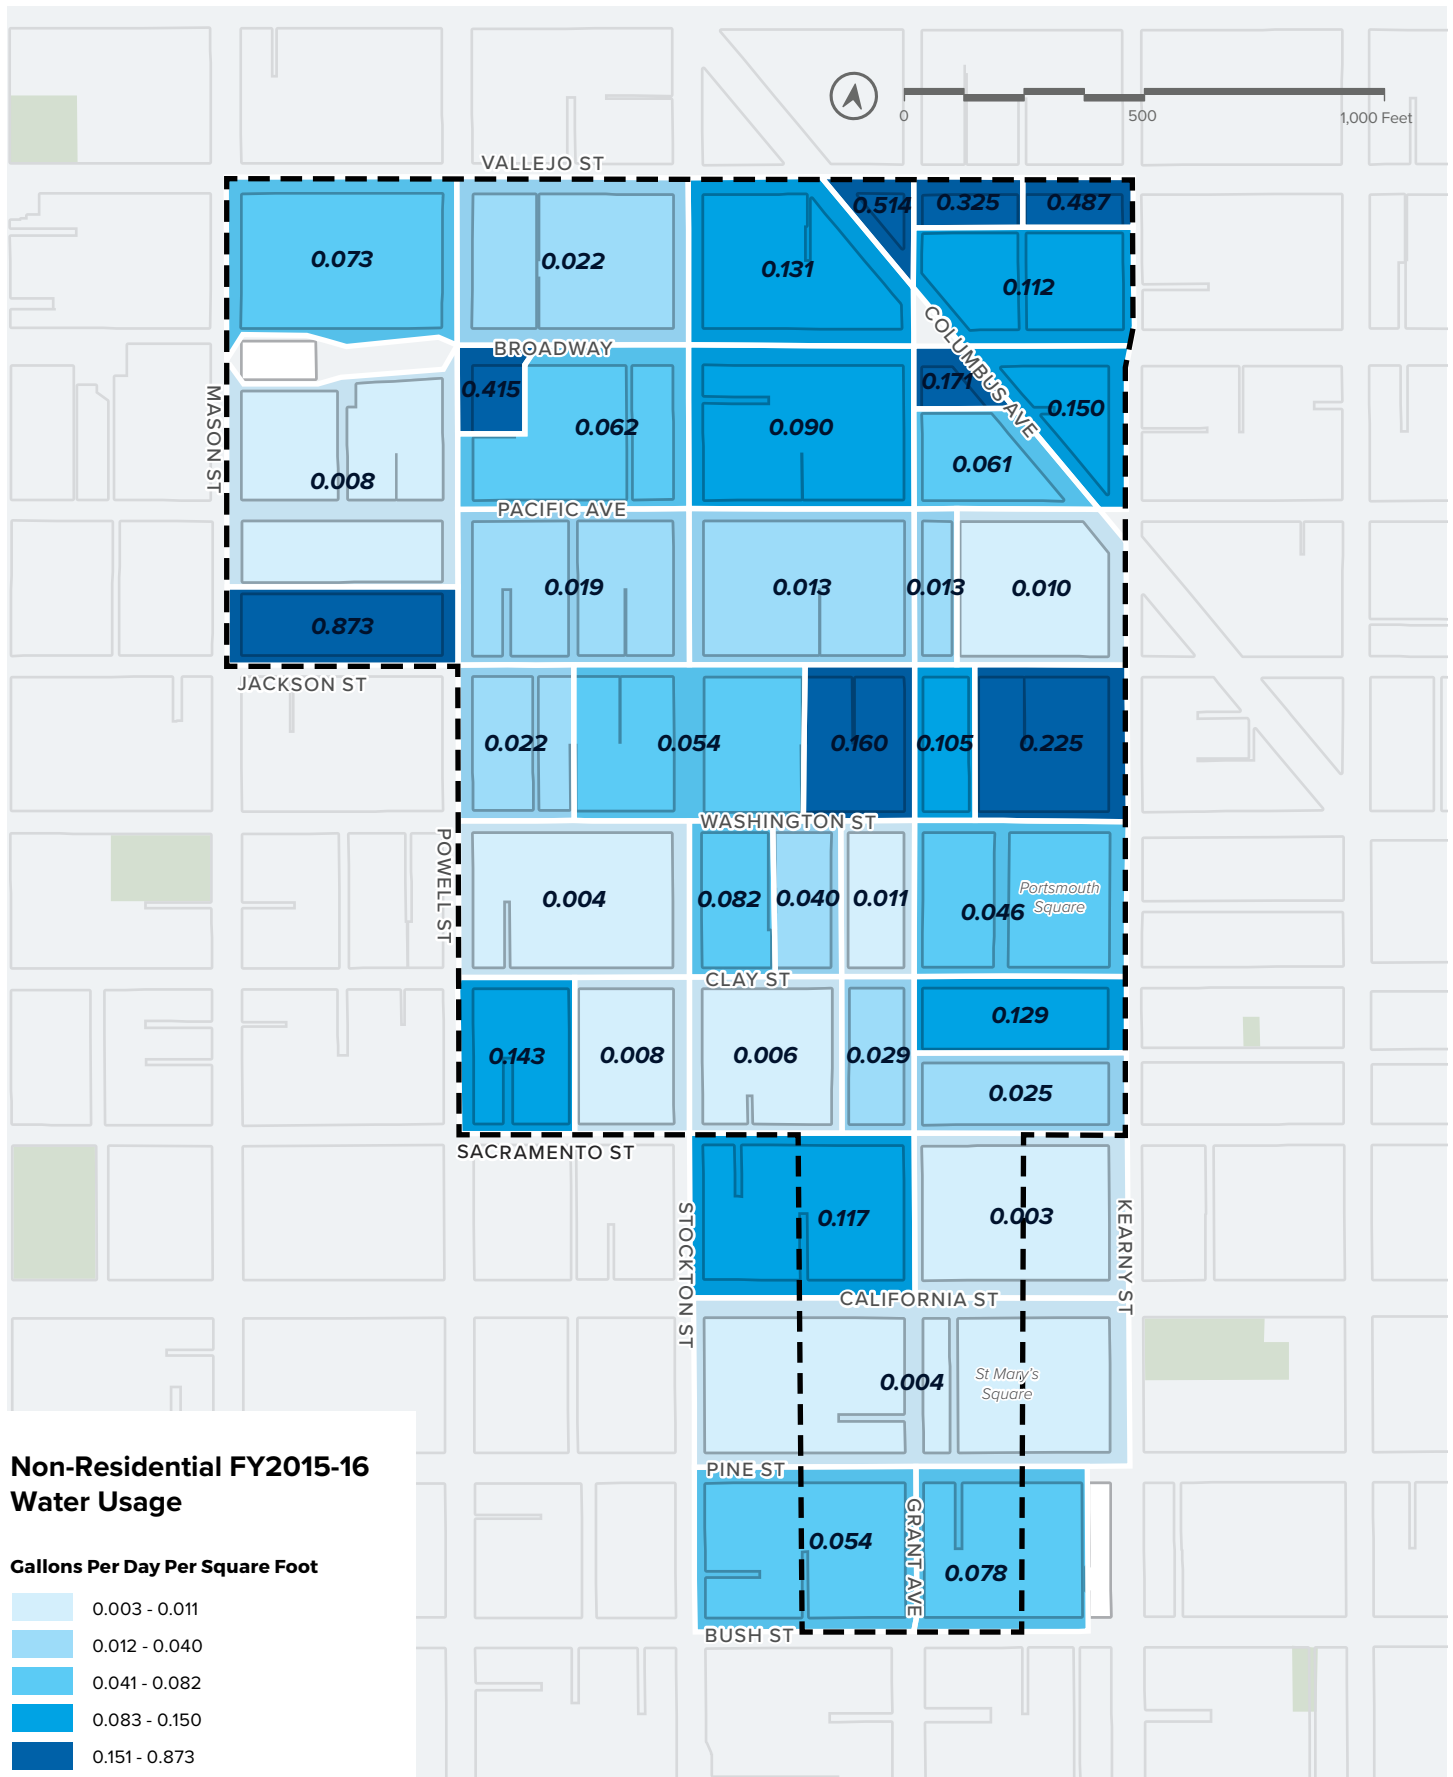 0
500
1,000 Feet
VALLEJO ST
0.514
0.325
0.487
0.073
0.022
0.131
0.112
COLUMBUS AVE
BROADWAY
MASON ST
0.415
0.171
0.150
0.062
0.090
0.061
0.008
PACIFIC AVE
0.019
0.013
0.013
0.010
0.873
JACKSON ST
0.022
0.054
0.160
0.105
0.225
WASHINGTON ST
POWELL ST
0.004
0.082
0.040
0.011
0.046
Portsmouth
Square
CLAY ST
0.143
0.008
0.006
0.029
0.129
0.025
SACRAMENTO ST
STOCKTON ST
0.117
0.003
KEARNY ST
CALIFORNIA ST
0.004
St Mary's
Square
PINE ST
GRANT AVE
0.054
0.078
BUSH ST
Non-Residential FY2015-16
Water Usage
Gallons Per Day Per Square Foot
0.003 - 0.011
0.012 - 0.040
0.041 - 0.082
0.083 - 0.150
0.151 - 0.873